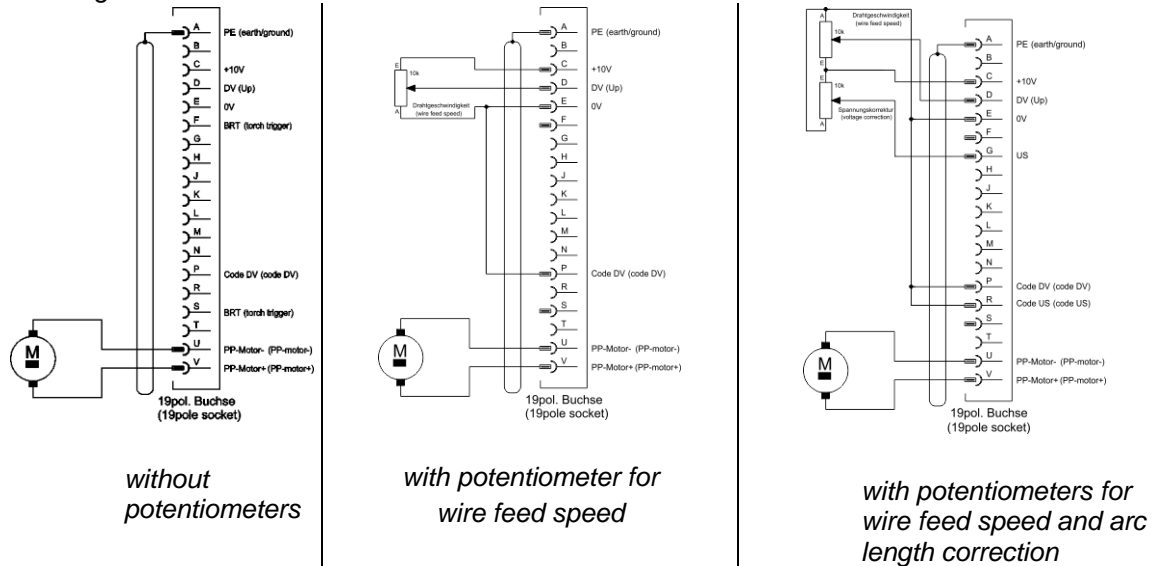 A PE (earth/ground)
B
C +10V
D DV (Up)
E 0V
F BRT (torch trigger)
G
H
J
K
L
M
N
P Code DV (code DV)
R
S BRT (torch trigger)
T
U PP-Motor- (PP-motor-)
V PP-Motor+ (PP-motor+)
M
19pol. Buchse
(19pole socket)
without
potentiometers
A PE (earth/ground)
B
C +10V
D DV (Up)
E 0V
F
G
H
J
K
L
M
N
P Code DV (code DV)
R
S
T
U PP-Motor- (PP-motor-)
V PP-Motor+ (PP-motor+)
E
10k
A
Drahtgeschwindigkeit
(wire feed speed)
M
19pol. Buchse
(19pole socket)
with potentiometer for
wire feed speed
A
10k
E
Drahtgeschwindigkeit
(wire feed speed)
E
10k
A
Spannungskorrektur
(voltage correction)
A PE (earth/ground)
B
C +10V
D DV (Up)
E 0V
F
G US
H
J
K
L
M
N
P Code DV (code DV)
R Code US (code US)
S
T
U PP-Motor- (PP-motor-)
V PP-Motor+ (PP-motor+)
M
19pol. Buchse
(19pole socket)
with potentiometers for
wire feed speed and arc
length correction